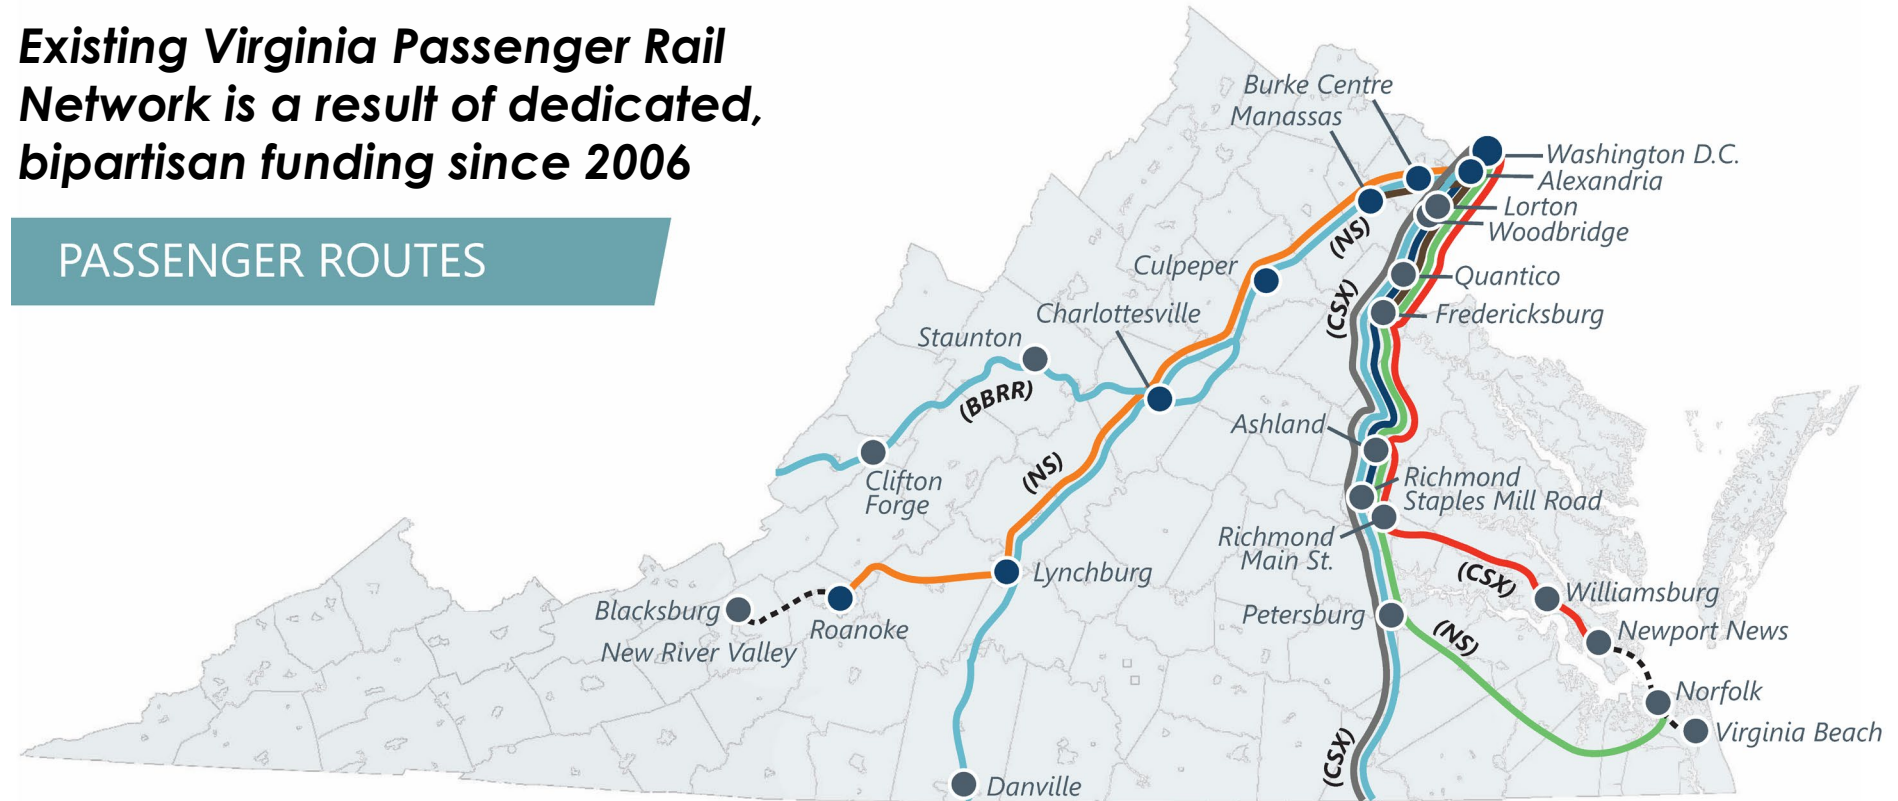 Existing Virginia Passenger Rail
Network is a result of dedicated,
bipartisan funding since 2006
PASSENGER ROUTES
Burke Centre
Manassas
Washington D.C.
Alexandria
Lorton
Woodbridge
(NS)
Culpeper
Quantico
(CSX)
Charlottesville
Fredericksburg
Staunton
(BBRR)
Ashland
(NS)
Clifton
Forge
Richmond
Staples Mill Road
Richmond
Main St.
Lynchburg
(CSX)
Williamsburg
Blacksburg
Roanoke
Petersburg
(NS)
Newport News
New River Valley
Norfolk
Virginia Beach
(CSX)
Danville